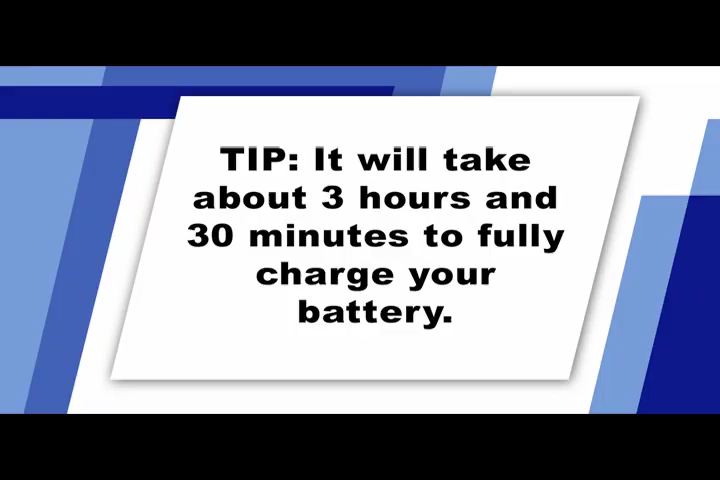 TIP: It will take
about 3 hours and
30 minutes to fully
charge your
battery.